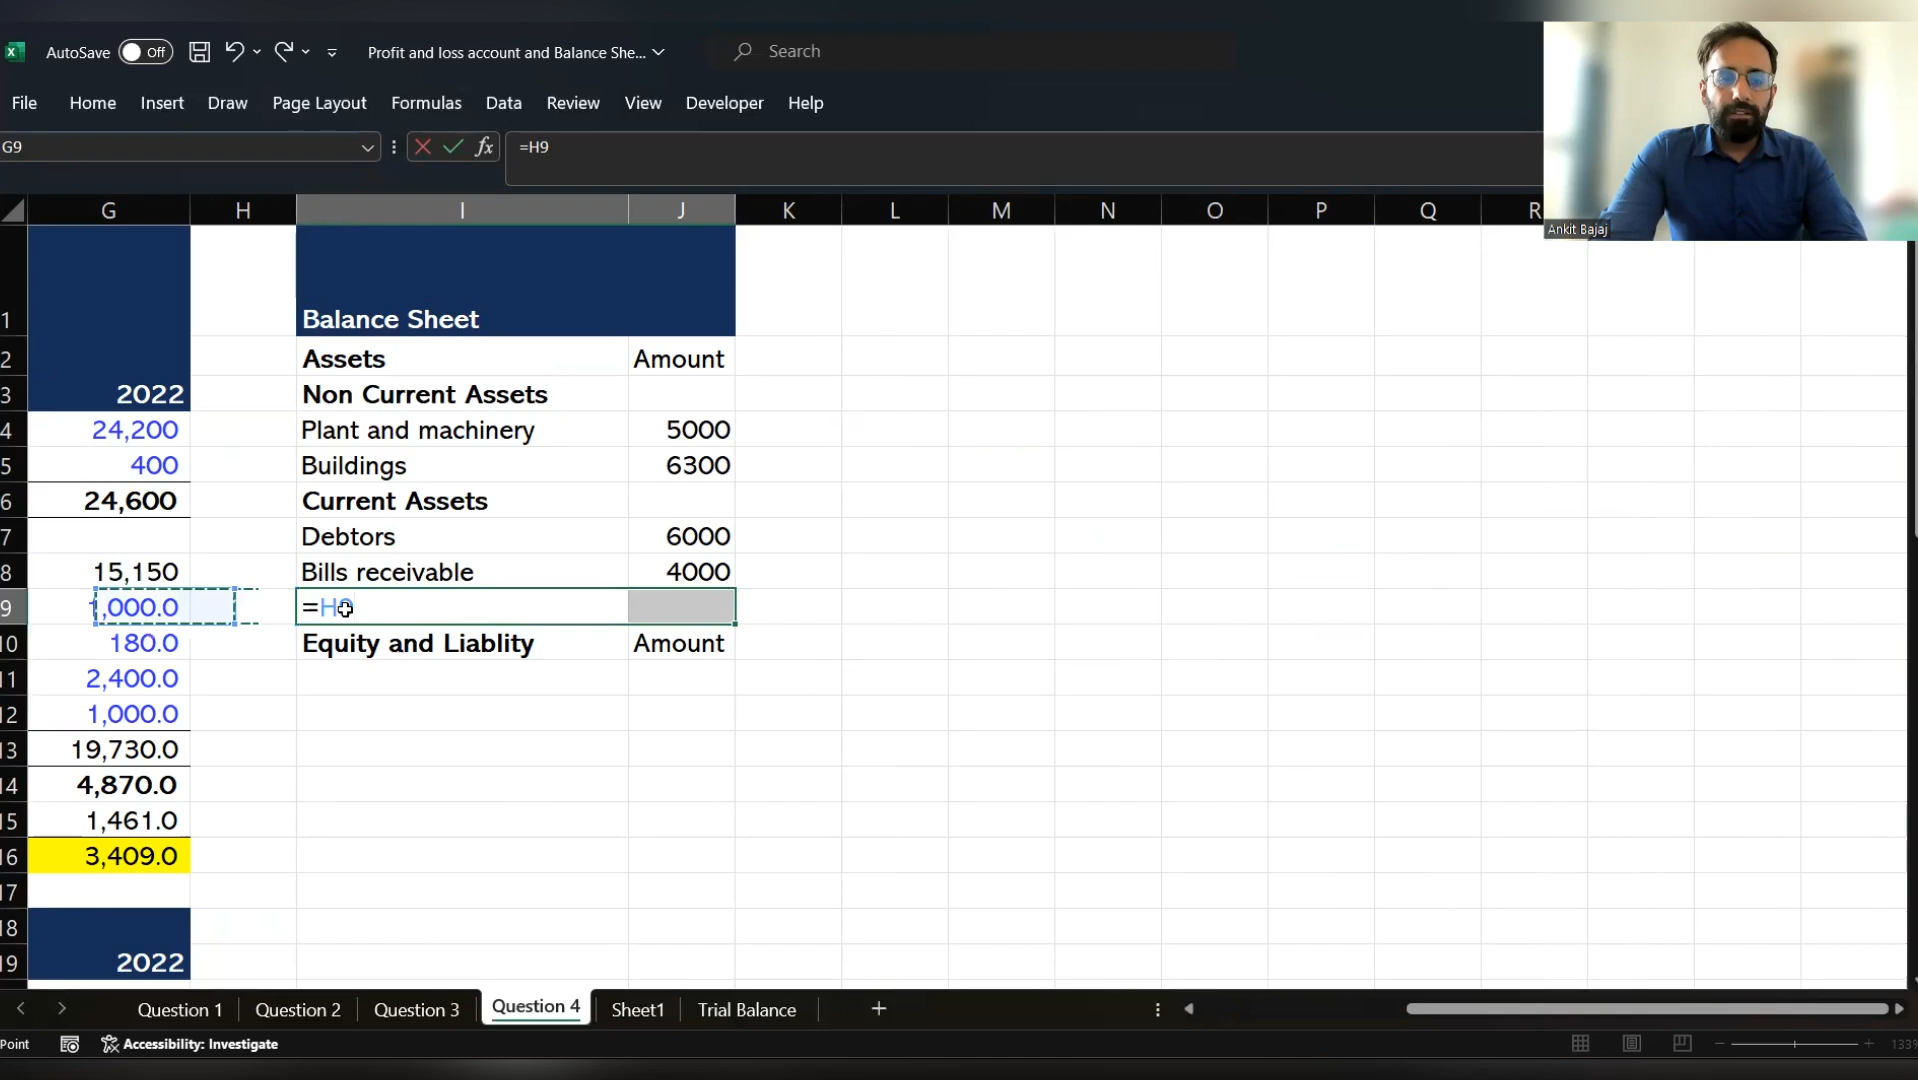 AutoSave Off Profit and loss account and Balance She... Search
File Home Insert Draw Page Layout Formulas Data Review View Developer Help
G9 fx =H9
Ankit Bajaj
G H I J K L M N O P Q R
1 Balance Sheet
2 Assets Amount
3 2022 Non Current Assets
4 24,200 Plant and machinery 5000
5 400 Buildings 6300
6 24,600 Current Assets
7 Debtors 6000
8 15,150 Bills receivable 4000
9 1,000.0 =H9
10 180.0 Equity and Liablity Amount
11 2,400.0
12 1,000.0
13 19,730.0
14 4,870.0
15 1,461.0
16 3,409.0
17
18
19 2022
Question 1 Question 2 Question 3 Question 4 Sheet1 Trial Balance
Point Accessibility: Investigate 133%